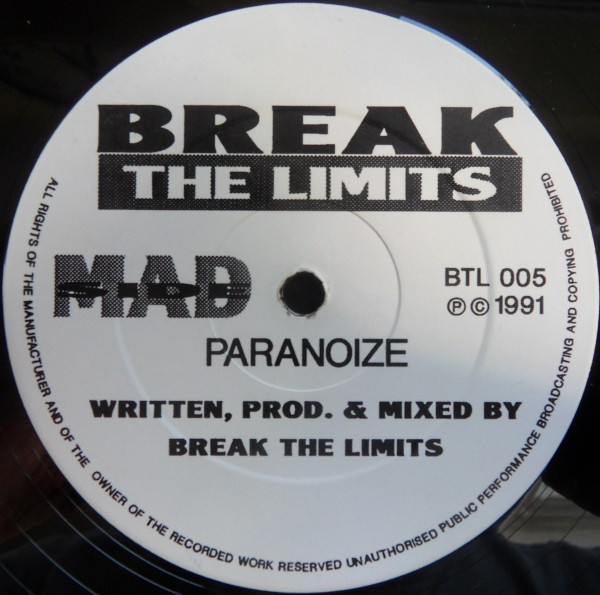 BREAK
THE LIMITS
MAD
SIDE
BTL 005
Ⓟ © 1991
PARANOIZE
WRITTEN, PROD. & MIXED BY
BREAK THE LIMITS
ALL RIGHTS OF THE MANUFACTURER AND OF THE OWNER OF THE RECORDED WORK RESERVED UNAUTHORISED PUBLIC PERFORMANCE BROADCASTING AND COPYING PROHIBITED